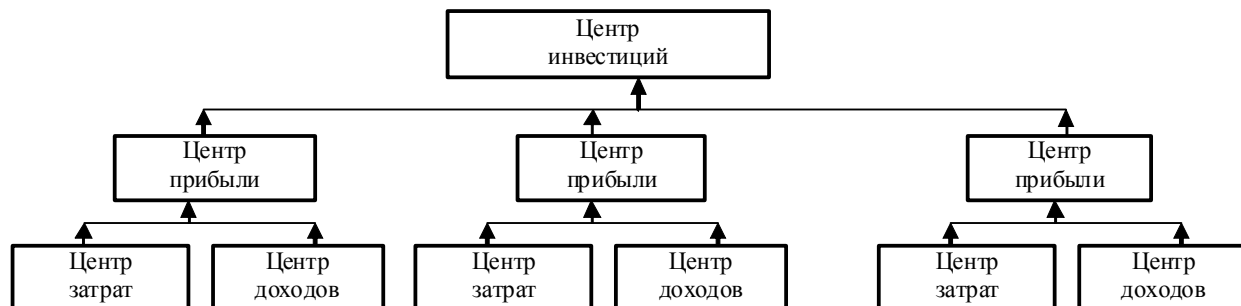 Центр
инвестиций
Центр
прибыли
Центр
прибыли
Центр
прибыли
Центр
затрат
Центр
доходов
Центр
затрат
Центр
доходов
Центр
затрат
Центр
доходов